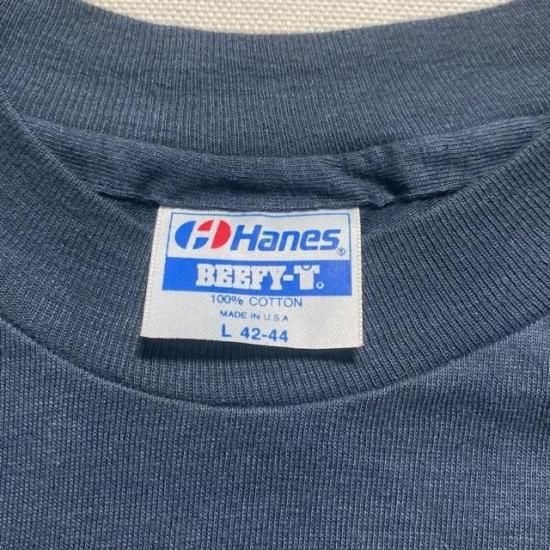 Hanes®
BEEFY-T®
100% COTTON
MADE IN U.S.A
L 42-44